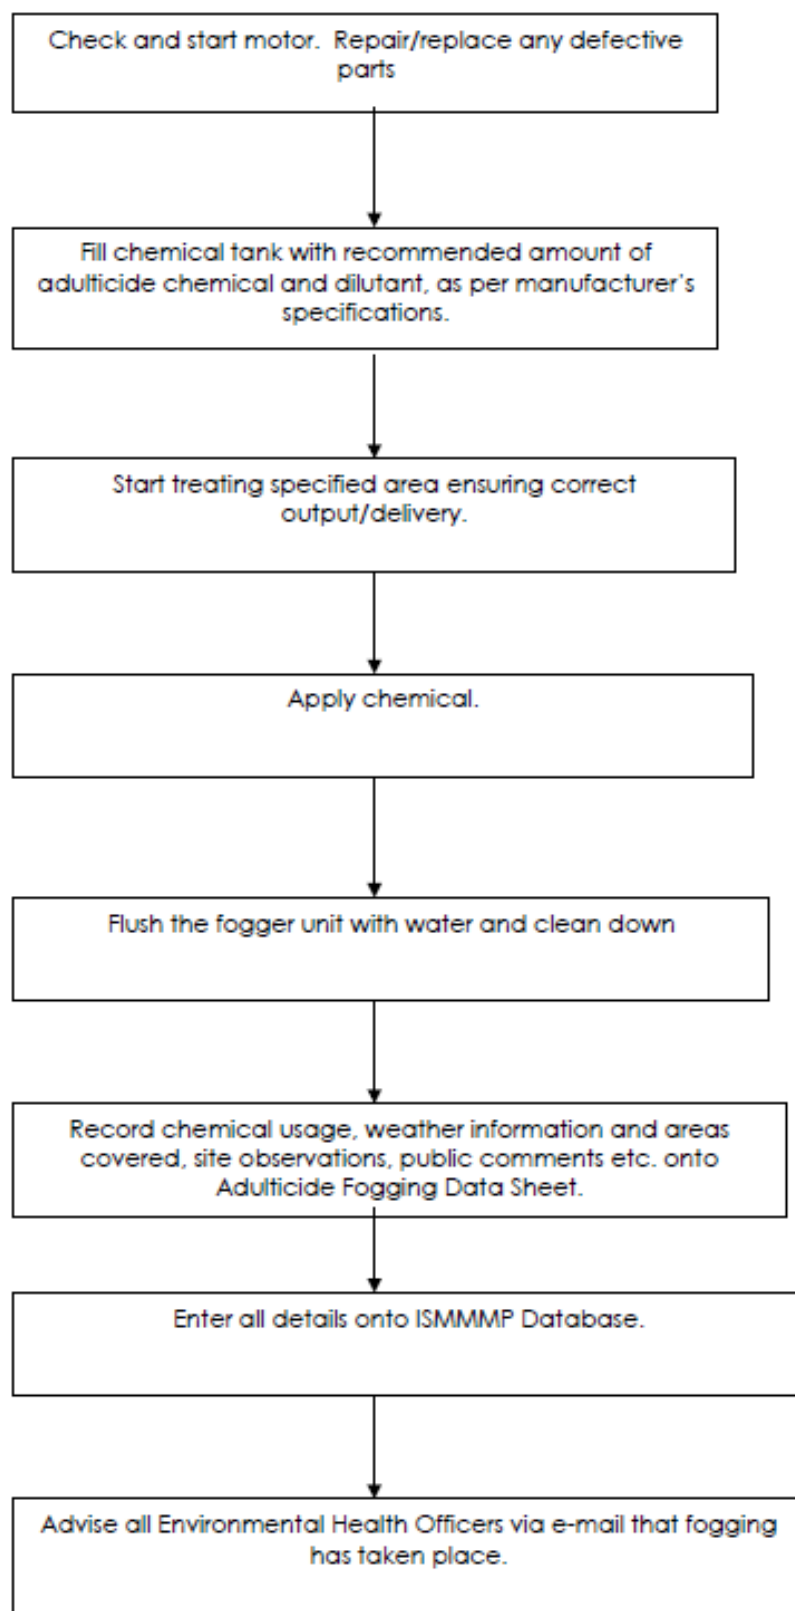 Check and start motor.  Repair/replace any defective
parts
Fill chemical tank with recommended amount of
adulticide chemical and dilutant, as per manufacturer's
specifications.
Start treating specified area ensuring correct
output/delivery.
Apply chemical.
Flush the fogger unit with water and clean down
Record chemical usage, weather information and areas
covered, site observations, public comments etc. onto
Adulticide Fogging Data Sheet.
Enter all details onto ISMMMP Database.
Advise all Environmental Health Officers via e-mail that fogging
has taken place.